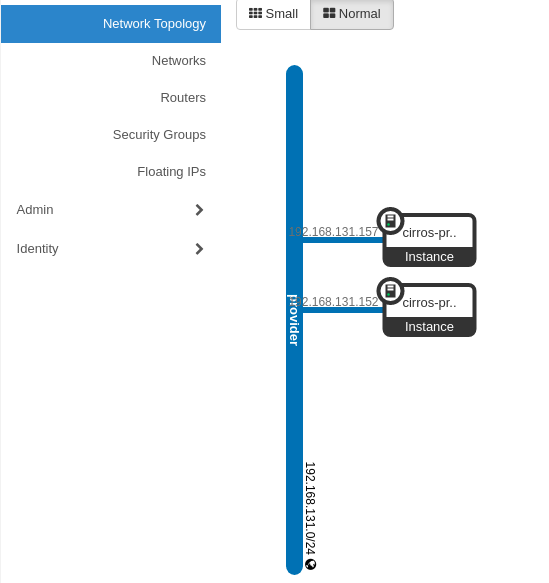 Network Topology
Small
Normal
Networks
Routers
Security Groups
Floating IPs
Admin
Identity
192.168.131.157
cirros-pr..
Instance
192.168.131.152
cirros-pr..
Instance
provider
192.168.131.0/24